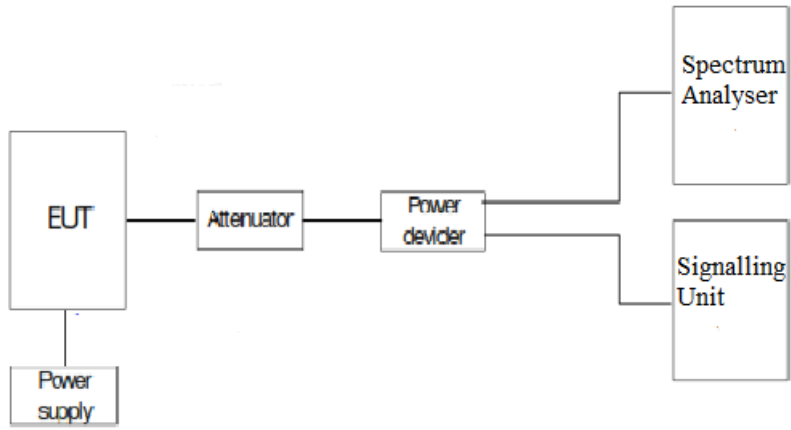 Spectrum
Analyser
EUT
Attenuator
Power
devider
Signalling
Unit
Power
supply